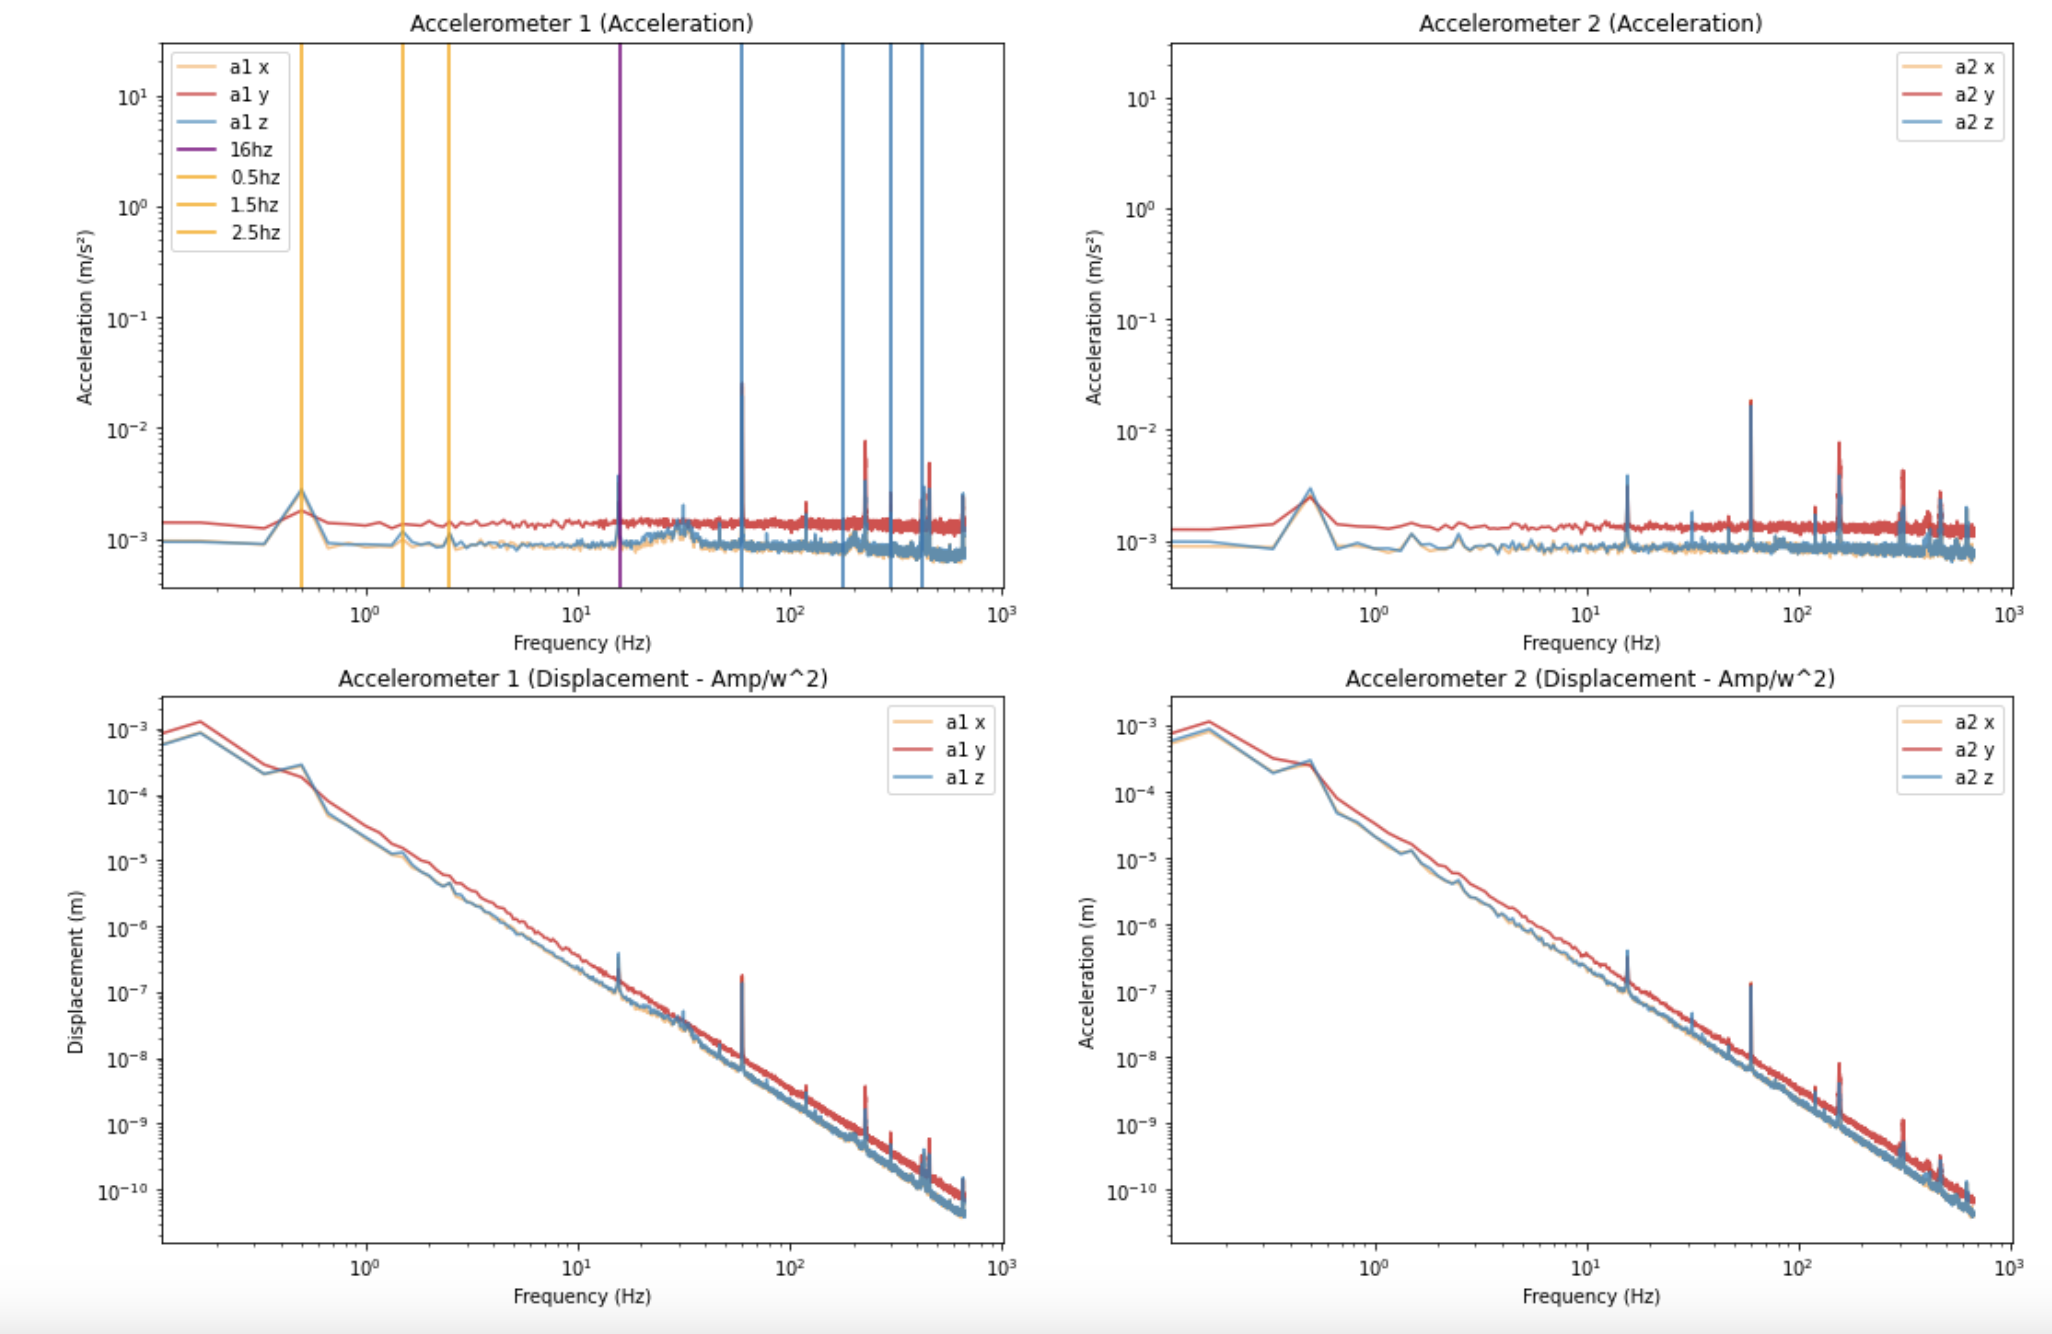 Accelerometer 1 (Acceleration)
a1 x
a1 y
a1 z
16hz
0.5hz
1.5hz
2.5hz
10¹
10⁰
10⁻¹
10⁻²
10⁻³
Acceleration (m/s²)
10⁰
10¹
10²
10³
Frequency (Hz)
Accelerometer 2 (Acceleration)
a2 x
a2 y
a2 z
10¹
10⁰
10⁻¹
10⁻²
10⁻³
Acceleration (m/s²)
10⁰
10¹
10²
10³
Frequency (Hz)
Accelerometer 1 (Displacement - Amp/w^2)
a1 x
a1 y
a1 z
10⁻³
10⁻⁴
10⁻⁵
10⁻⁶
10⁻⁷
10⁻⁸
10⁻⁹
10⁻¹⁰
Displacement (m)
10⁰
10¹
10²
10³
Frequency (Hz)
Accelerometer 2 (Displacement - Amp/w^2)
a2 x
a2 y
a2 z
10⁻³
10⁻⁴
10⁻⁵
10⁻⁶
10⁻⁷
10⁻⁸
10⁻⁹
10⁻¹⁰
Acceleration (m)
10⁰
10¹
10²
10³
Frequency (Hz)